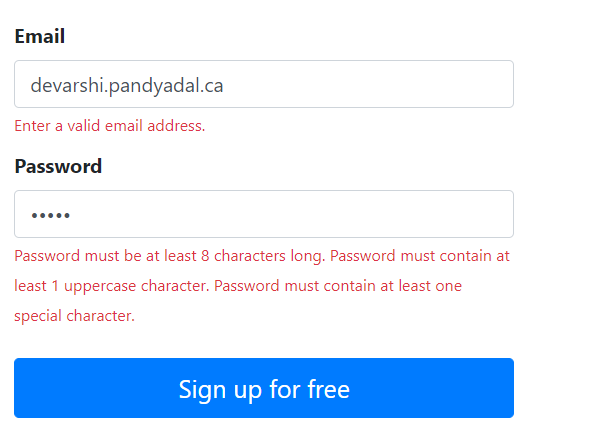 Email
devarshi.pandyadal.ca
Enter a valid email address.
Password
•••••
Password must be at least 8 characters long. Password must contain at
least 1 uppercase character. Password must contain at least one
special character.
Sign up for free